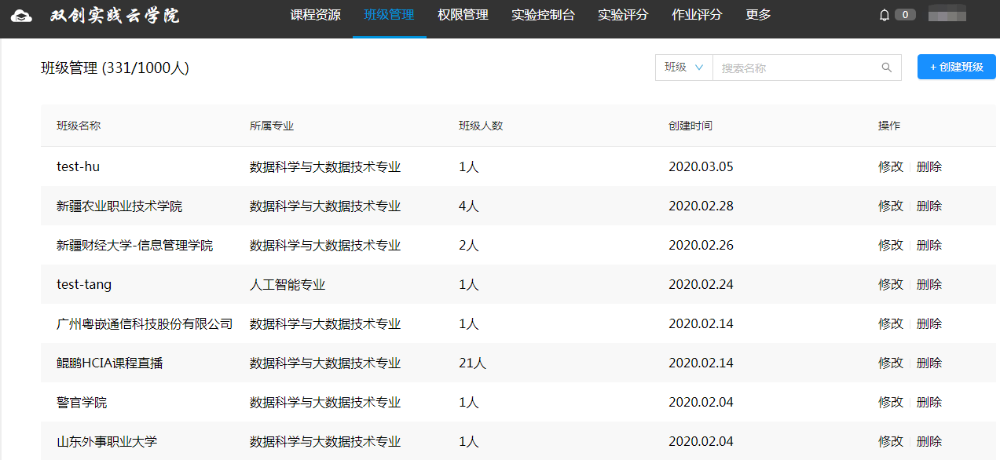 双创实践云学院 课程资源 班级管理 权限管理 实验控制台 实验评分 作业评分 更多 0
班级管理 (331/1000人) 班级 搜索名称 + 创建班级
班级名称 所属专业 班级人数 创建时间 操作
test-hu 数据科学与大数据技术专业 1人 2020.03.05 修改 删除
新疆农业职业技术学院 数据科学与大数据技术专业 4人 2020.02.28 修改 删除
新疆财经大学-信息管理学院 数据科学与大数据技术专业 2人 2020.02.26 修改 删除
test-tang 人工智能专业 1人 2020.02.24 修改 删除
广州粤嵌通信科技股份有限公司 数据科学与大数据技术专业 1人 2020.02.14 修改 删除
鲲鹏HCIA课程直播 数据科学与大数据技术专业 21人 2020.02.14 修改 删除
警官学院 数据科学与大数据技术专业 1人 2020.02.04 修改 删除
山东外事职业大学 数据科学与大数据技术专业 1人 2020.02.04 修改 删除